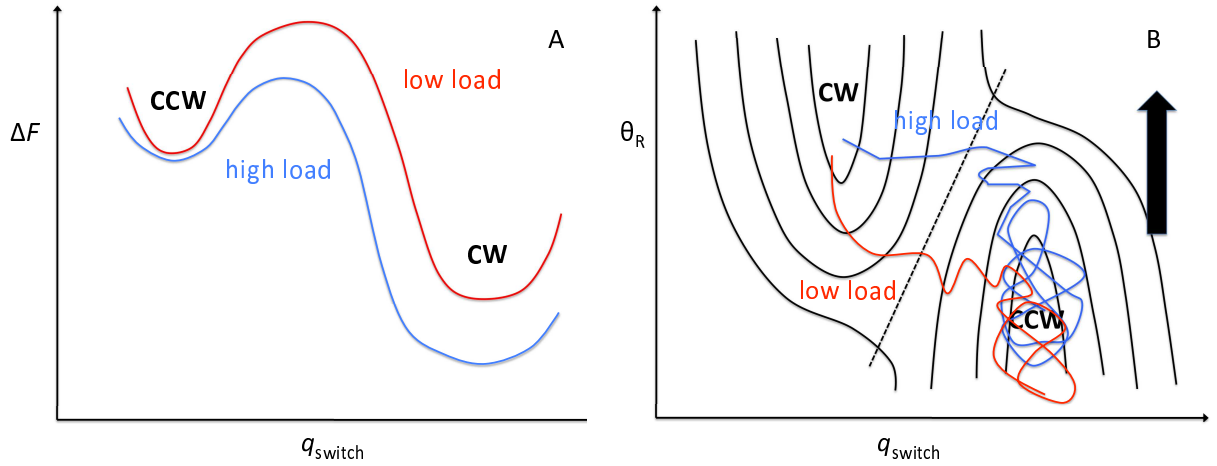 A
CCW
low load
ΔF
high load
CW
qswitch
B
CW
θR
high load
low load
CCW
qswitch